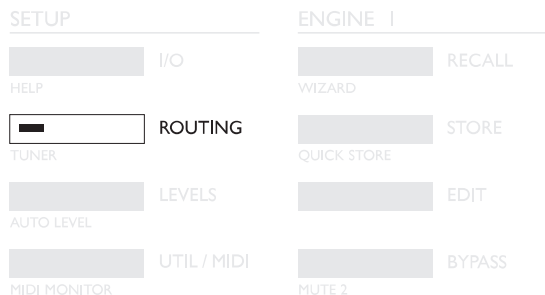 SETUP
I/O
HELP
ROUTING
TUNER
LEVELS
AUTO LEVEL
UTIL / MIDI
MIDI MONITOR
ENGINE 1
RECALL
WIZARD
STORE
QUICK STORE
EDIT
BYPASS
MUTE 2